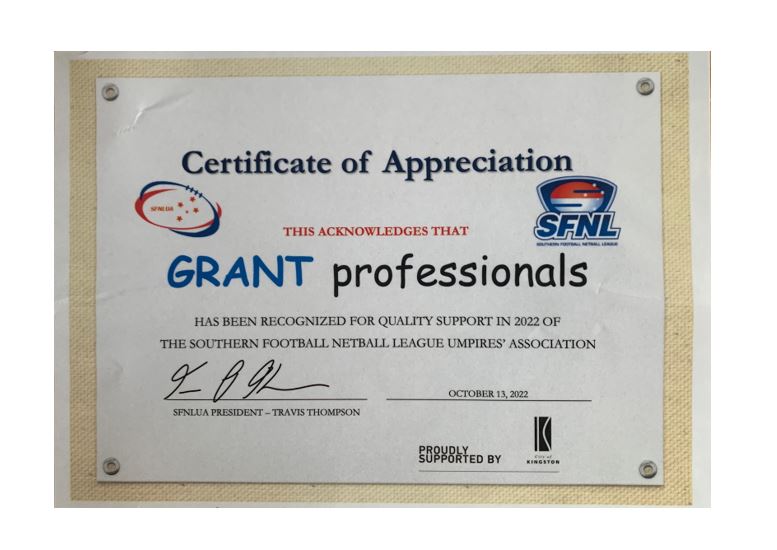 Certificate of Appreciation
SFNLUA
SFNL
SOUTHERN FOOTBALL NETBALL LEAGUE
THIS ACKNOWLEDGES THAT
GRANT professionals
HAS BEEN RECOGNIZED FOR QUALITY SUPPORT IN 2022 OF
THE SOUTHERN FOOTBALL NETBALL LEAGUE UMPIRES' ASSOCIATION
OCTOBER 13, 2022
SFNLUA PRESIDENT – TRAVIS THOMPSON
PROUDLY
SUPPORTED BY
City of
KINGSTON